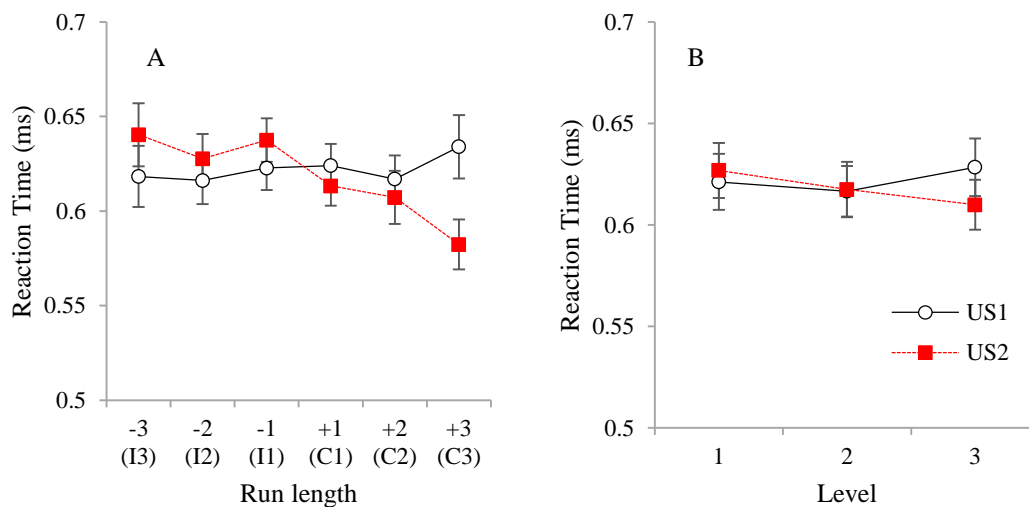 A
Reaction Time (ms)
0.7
0.65
0.6
0.55
0.5
-3 -2 -1 +1 +2 +3
(I3) (I2) (I1) (C1) (C2) (C3)
Run length
B
Reaction Time (ms)
0.7
0.65
0.6
0.55
0.5
US1
US2
1 2 3
Level